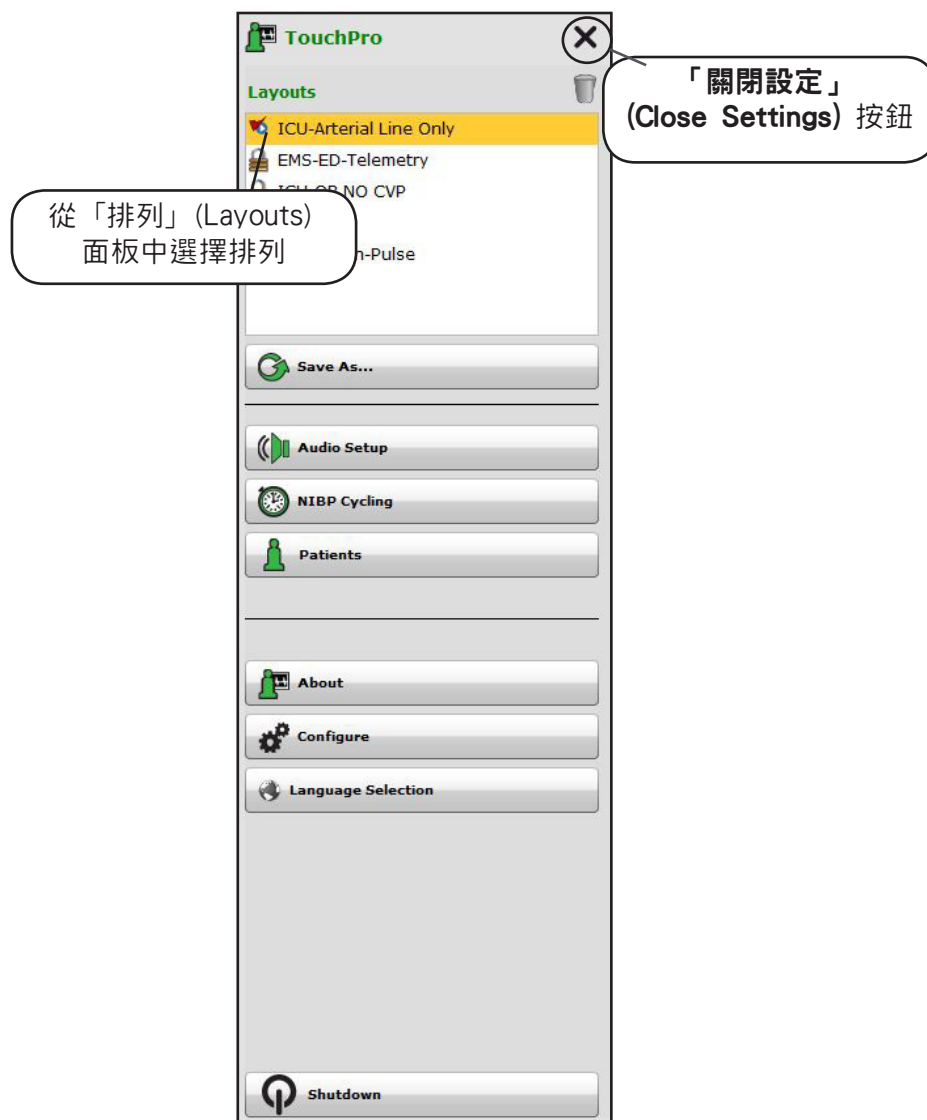 TouchPro
「關閉設定」
(Close Settings) 按鈕
Layouts
ICU-Arterial Line Only
EMS-ED-Telemetry
NO CVP
從「排列」(Layouts)
面板中選擇排列
-Pulse
Save As...
Audio Setup
NIBP Cycling
Patients
About
Configure
Language Selection
Shutdown